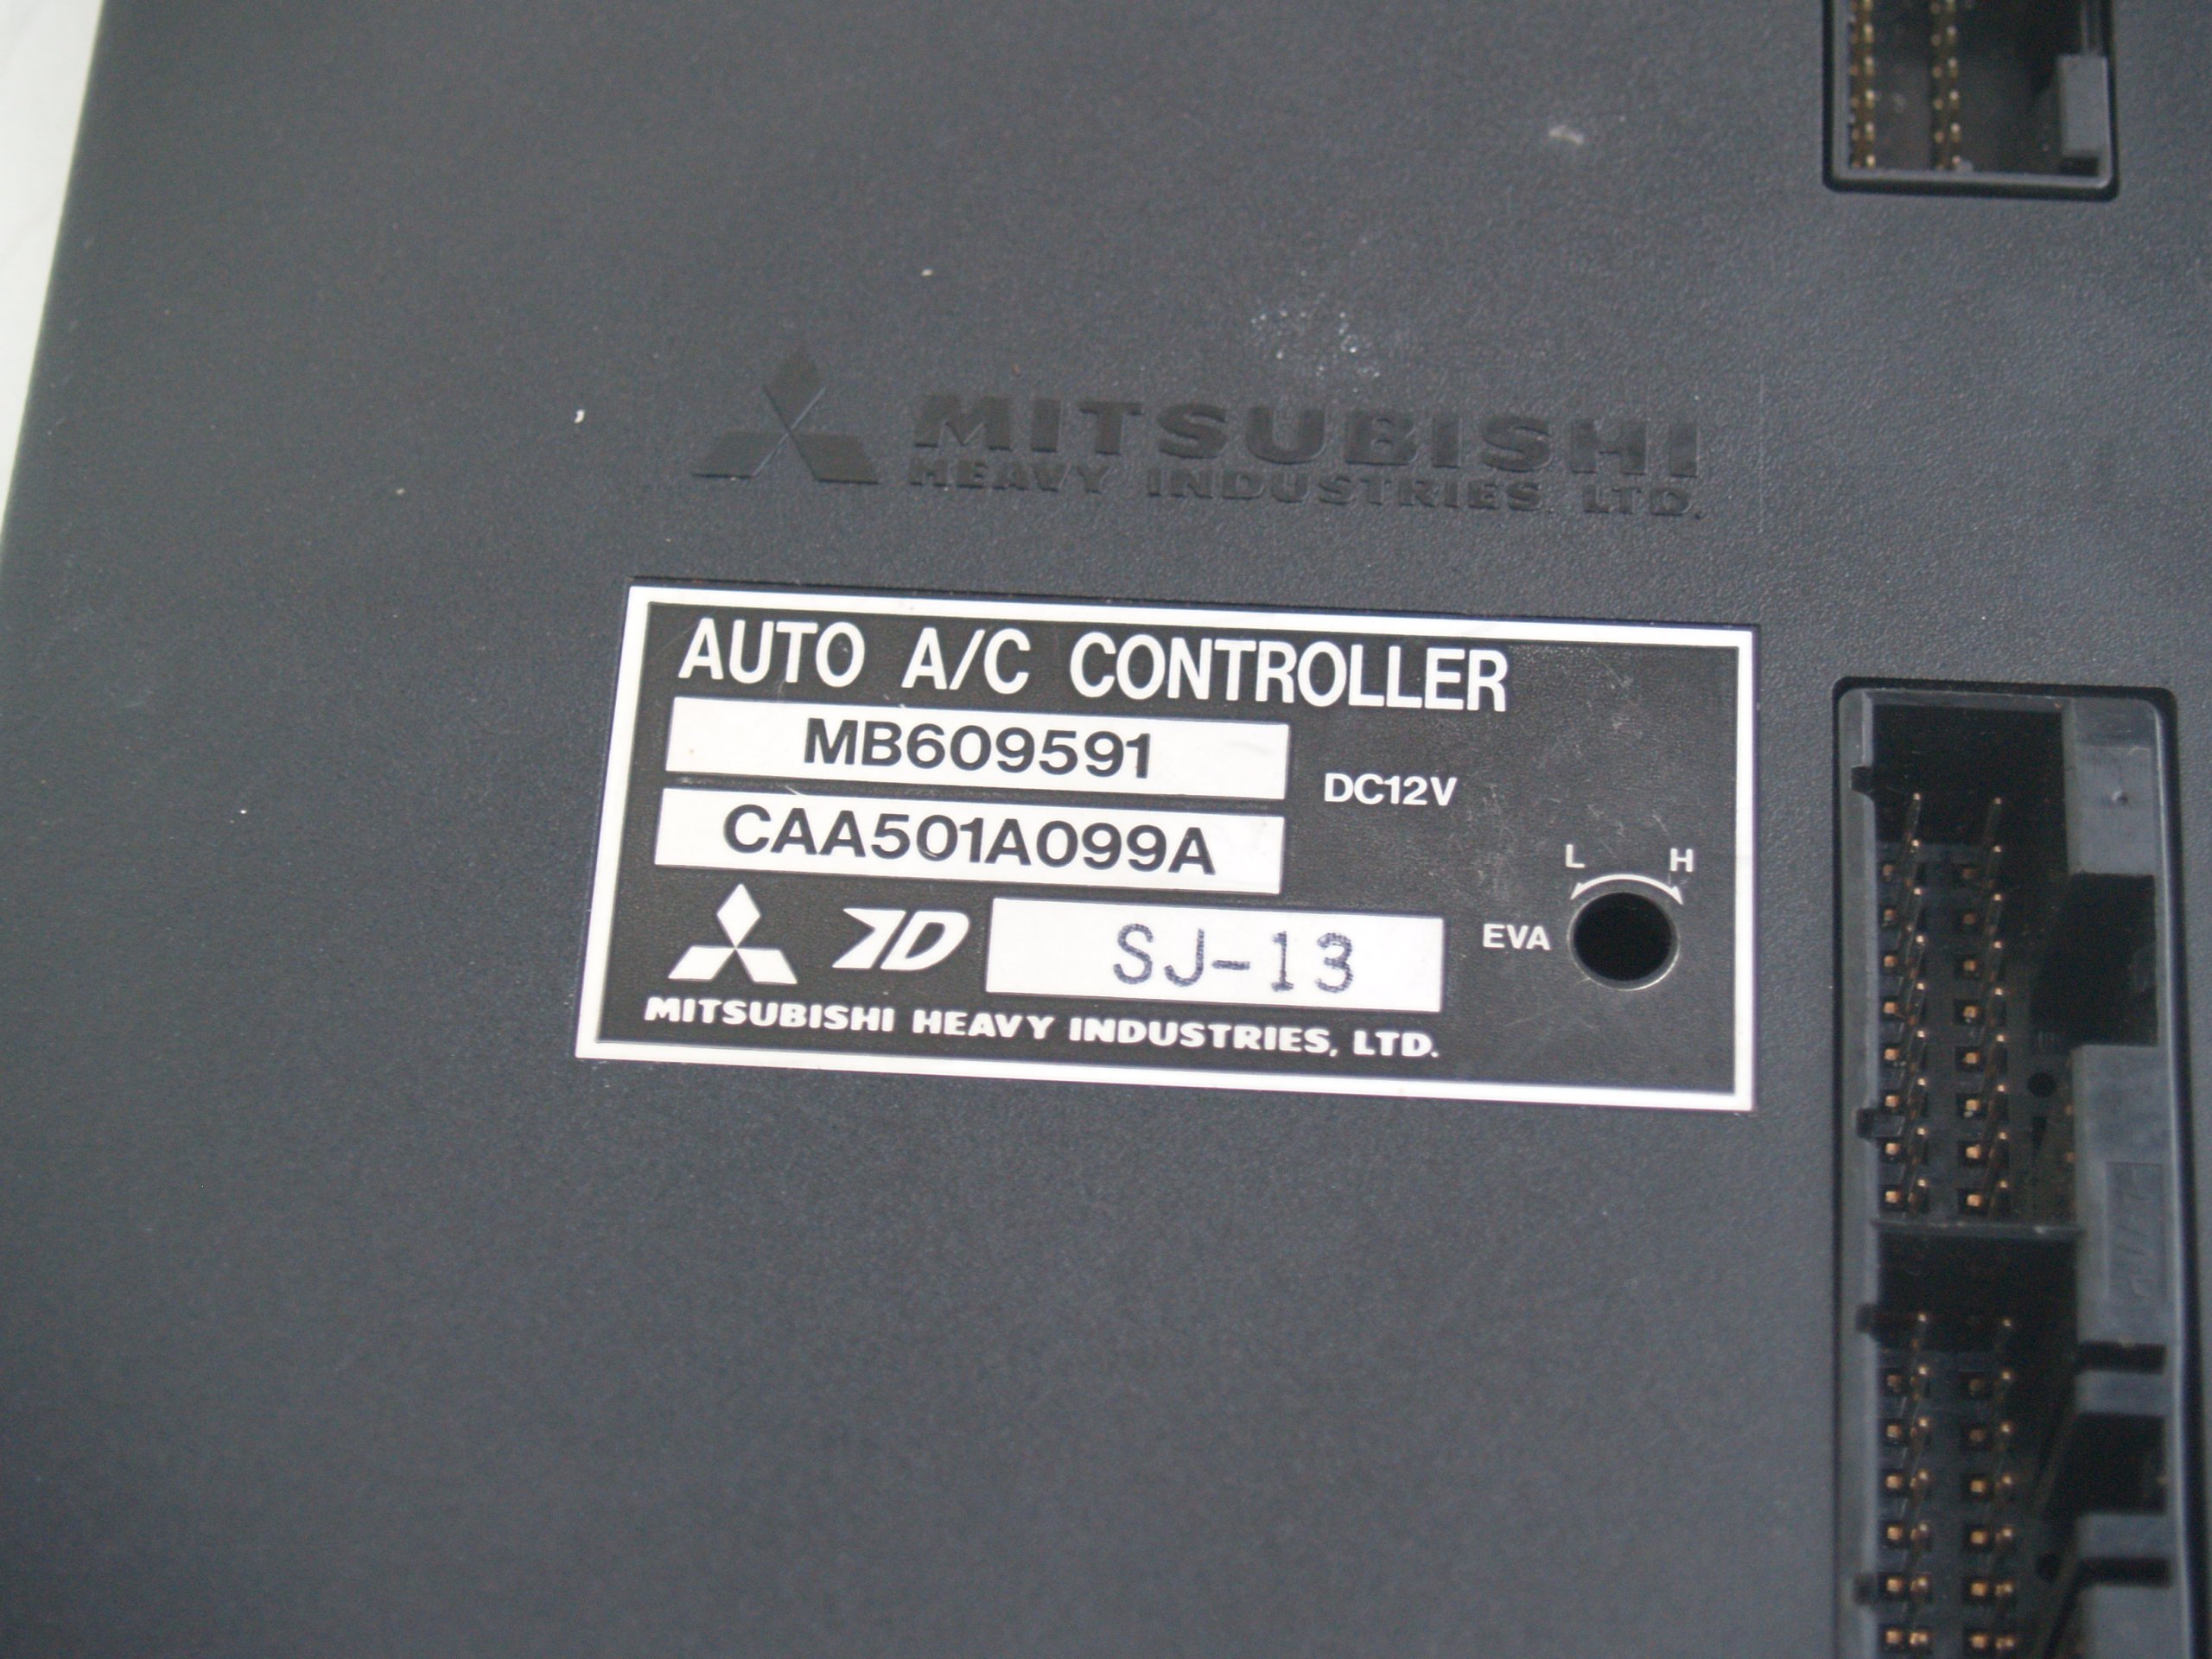 MITSUBISHI
HEAVY INDUSTRIES, LTD.
AUTO A/C CONTROLLER
MB609591
DC12V
CAA501A099A
L H
EVA
SJ-13
MITSUBISHI HEAVY INDUSTRIES, LTD.